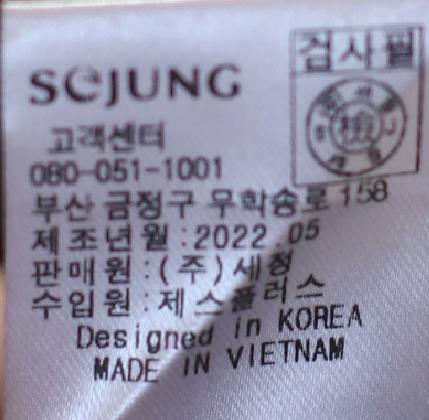 검사필
SEJUNG
檢
고객센터
080-051-1001
부산 금정구 무학송로 158
제조년월:2022.05
판매원:(주)세정
수입원:제스플러스
Designed in KOREA
MADE IN VIETNAM